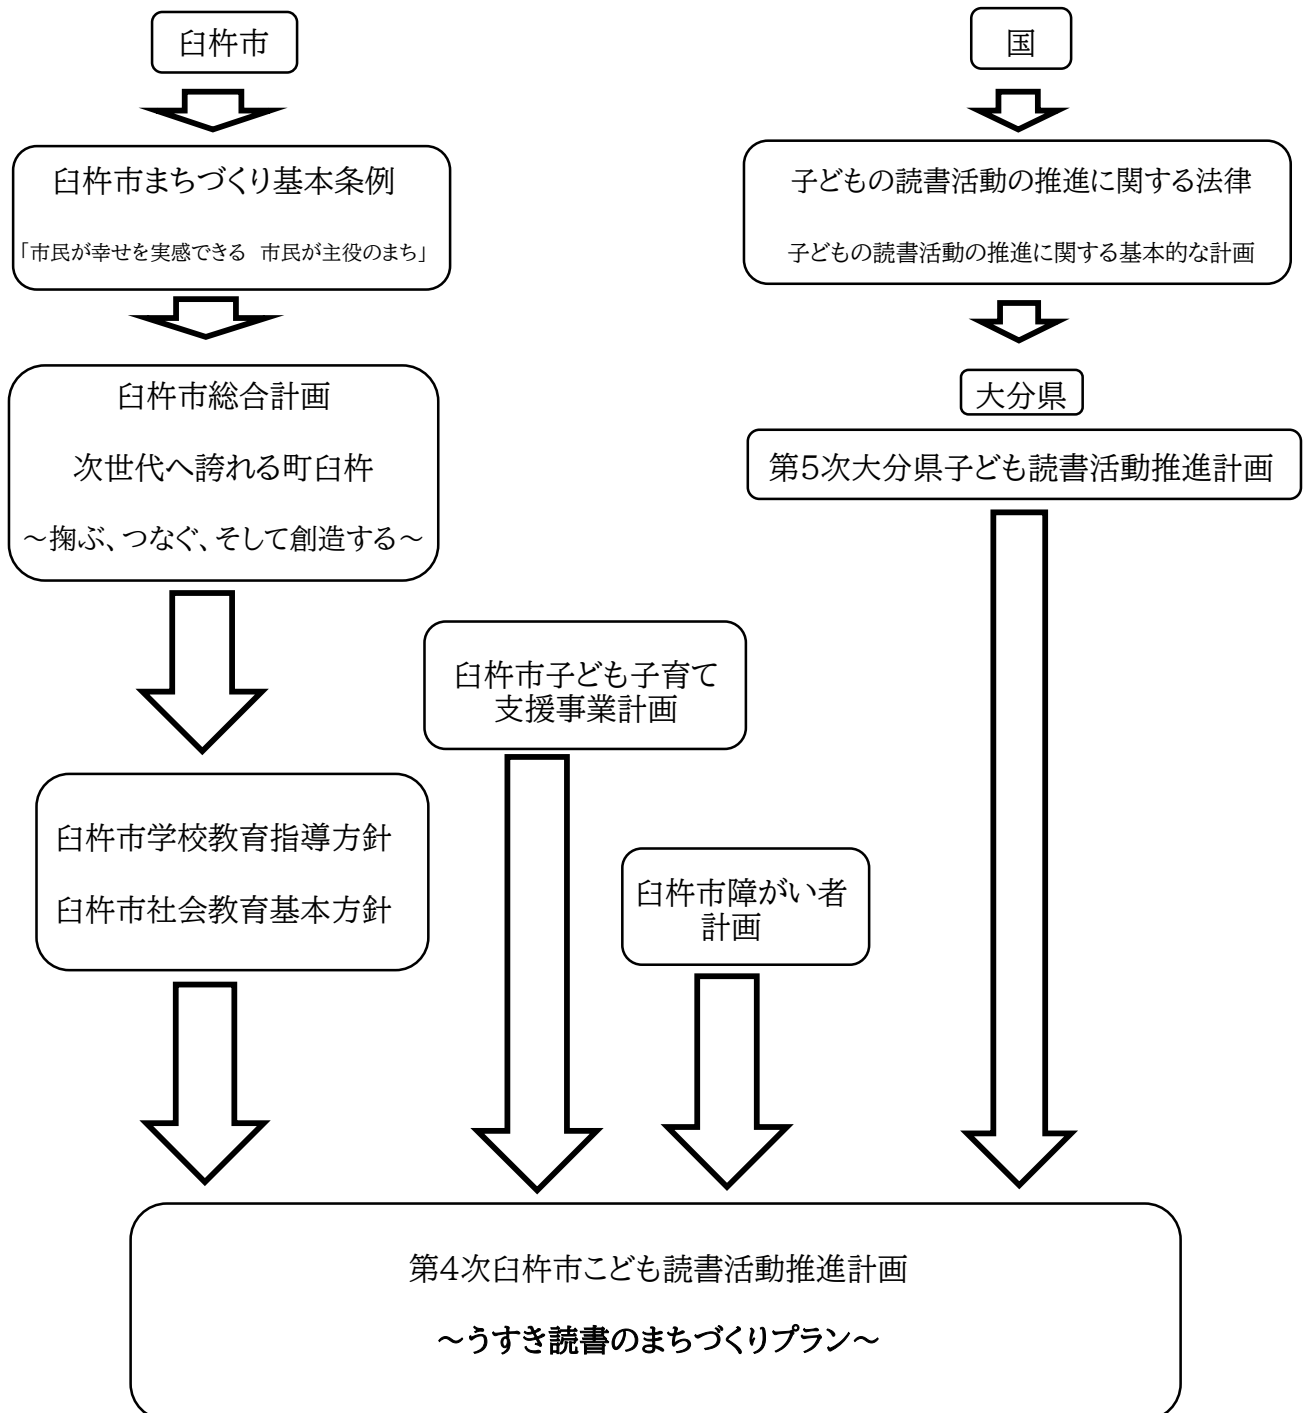 臼杵市
国
臼杵市まちづくり基本条例
「市民が幸せを実感できる 市民が主役のまち」
子どもの読書活動の推進に関する法律
子どもの読書活動の推進に関する基本的な計画
臼杵市総合計画
次世代へ誇れる町臼杵
～掬ぶ、つなぐ、そして創造する～
大分県
第5次大分県子ども読書活動推進計画
臼杵市子ども子育て
支援事業計画
臼杵市学校教育指導方針
臼杵市社会教育基本方針
臼杵市障がい者
計画
第4次臼杵市こども読書活動推進計画
～うすき読書のまちづくりプラン～